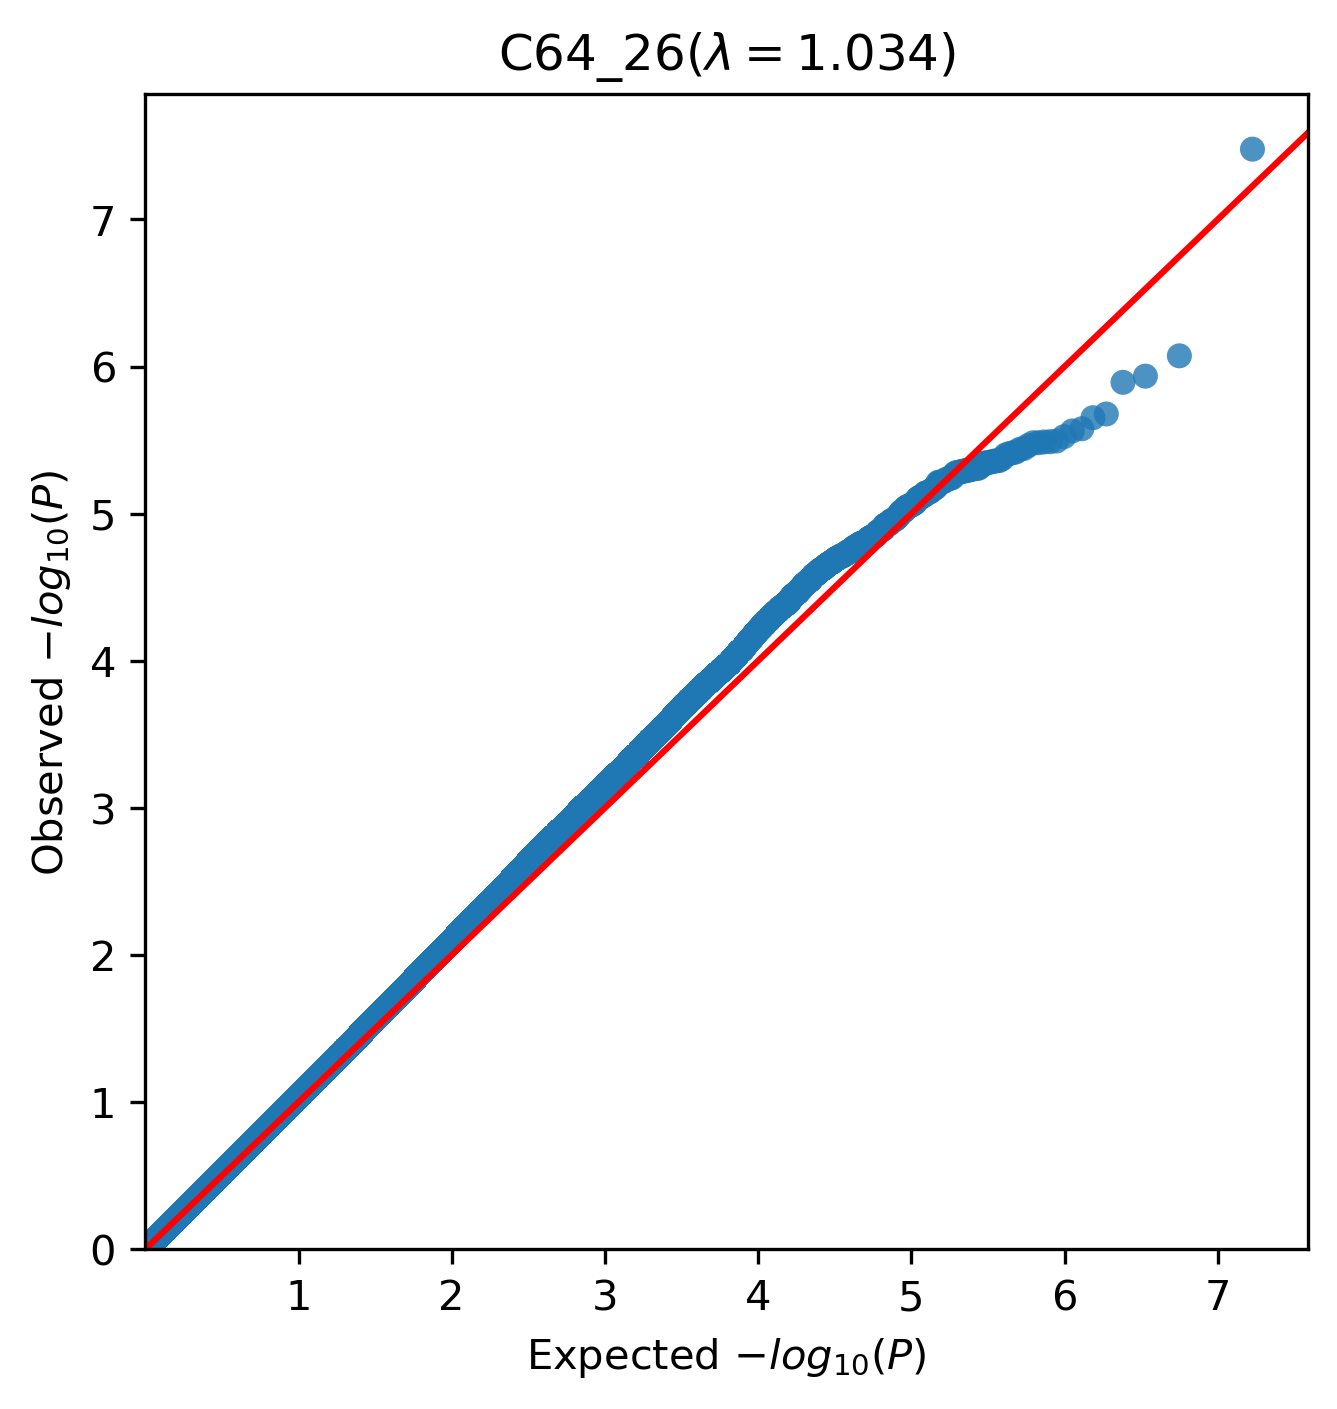 C64_26(λ = 1.034)
Observed −log₁₀(P)
7
6
5
4
3
2
1
0
1 2 3 4 5 6 7
Expected −log₁₀(P)